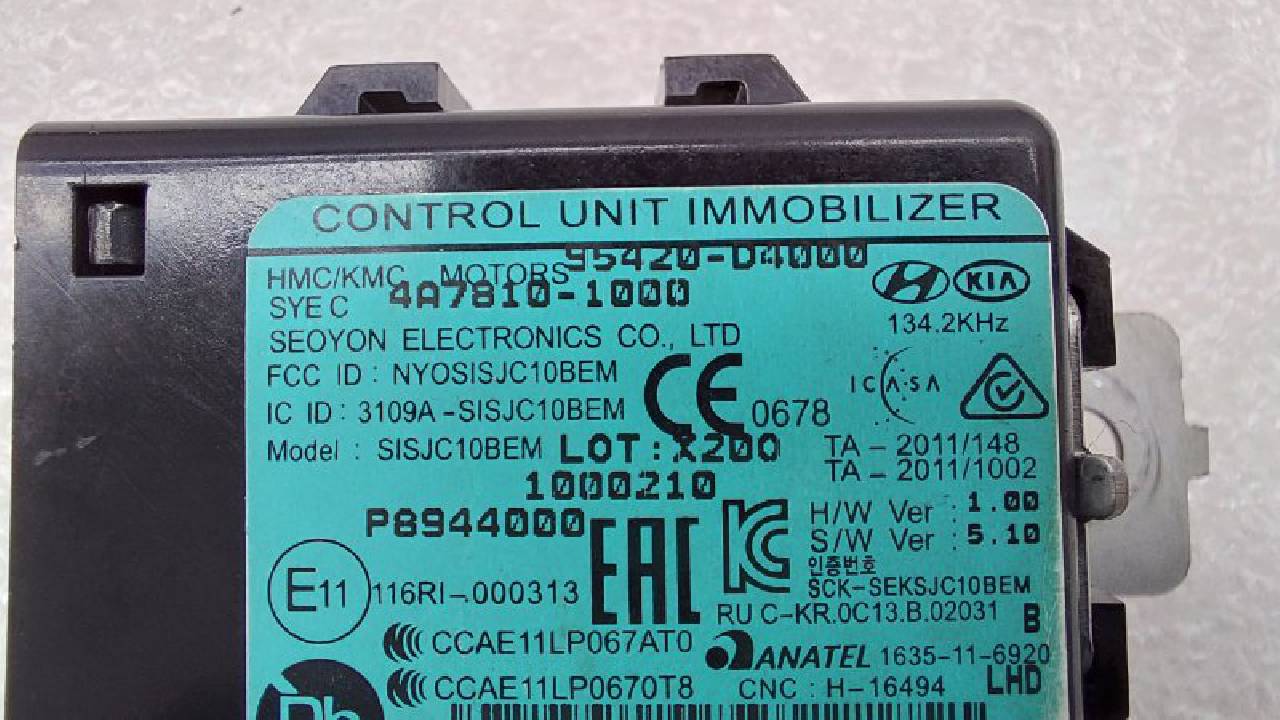 CONTROL UNIT IMMOBILIZER
95420-D4000
HMC/KMC MOTORS
SYE C 4A7810-1000
KIA
134.2KHz
SEOYON ELECTRONICS CO., LTD
FCC ID : NYOSISJC10BEM
IC ID : 3109A -SISJC10BEM
CE 0678
ICASA
Model : SISJC10BEM LOT:X200
TA - 2011/148
TA - 2011/1002
1000210
P8944000
EAC
KC
H/W Ver : 1.00
S/W Ver : 5.10
인증번호
SCK-SEKSJC10BEM
E11 116RI-000313
RU C-KR.0C13.B.02031 B
CCAE11LP067AT0
ANATEL 1635-11-6920
CCAE11LP0670T8 CNC : H-16494 LHD
Pb